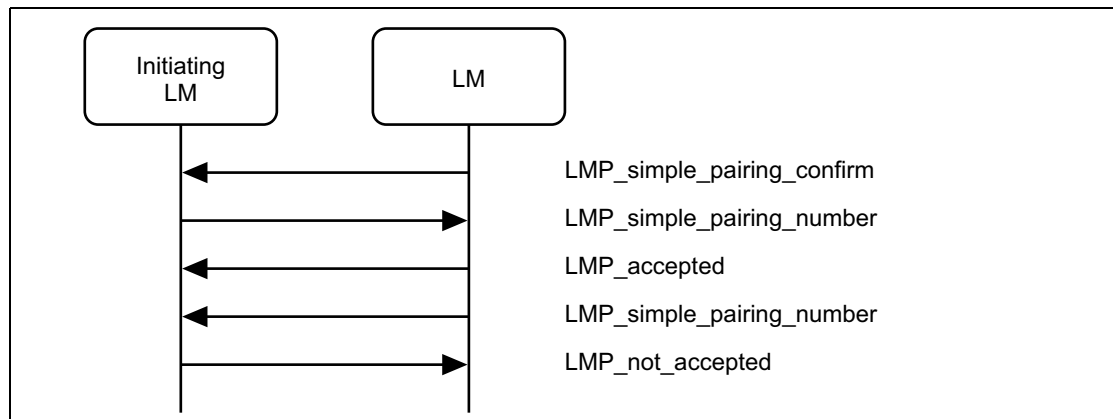 Initiating
LM
LM
LMP_simple_pairing_confirm
LMP_simple_pairing_number
LMP_accepted
LMP_simple_pairing_number
LMP_not_accepted